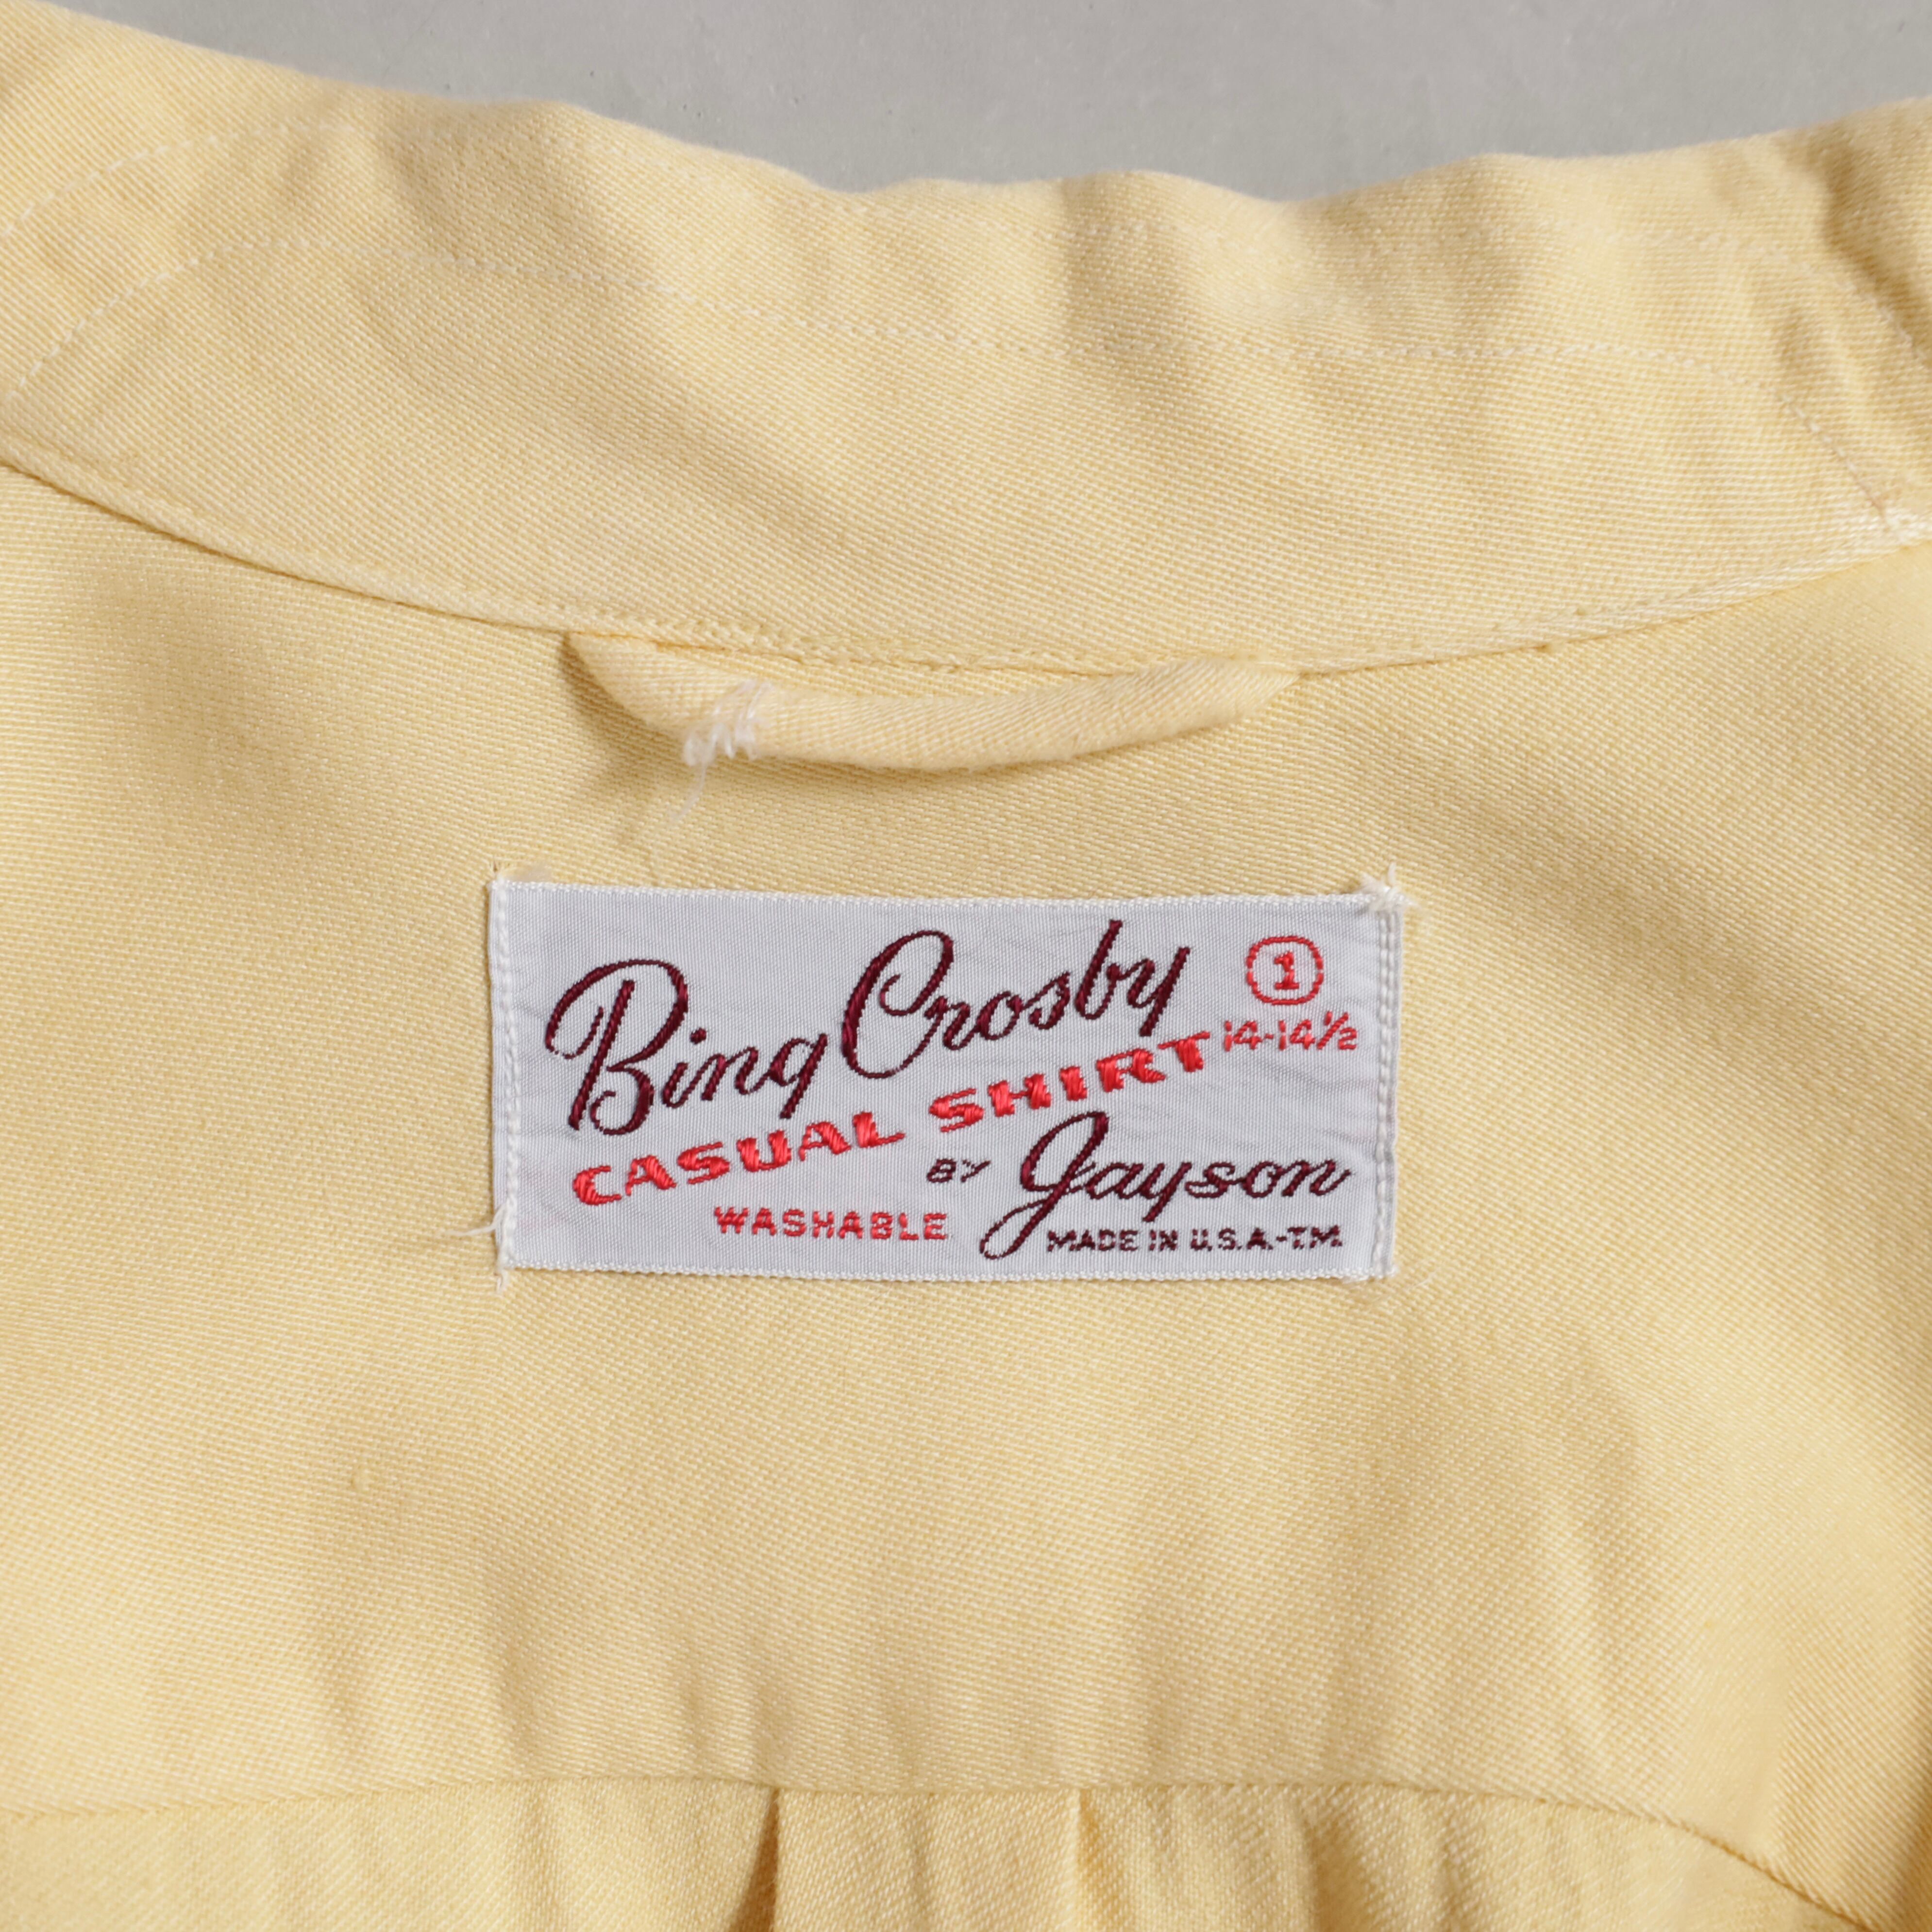 Bing Crosby 1
CASUAL SHIRT 14-14½
BY Jayson
WASHABLE MADE IN U.S.A.-T.M.